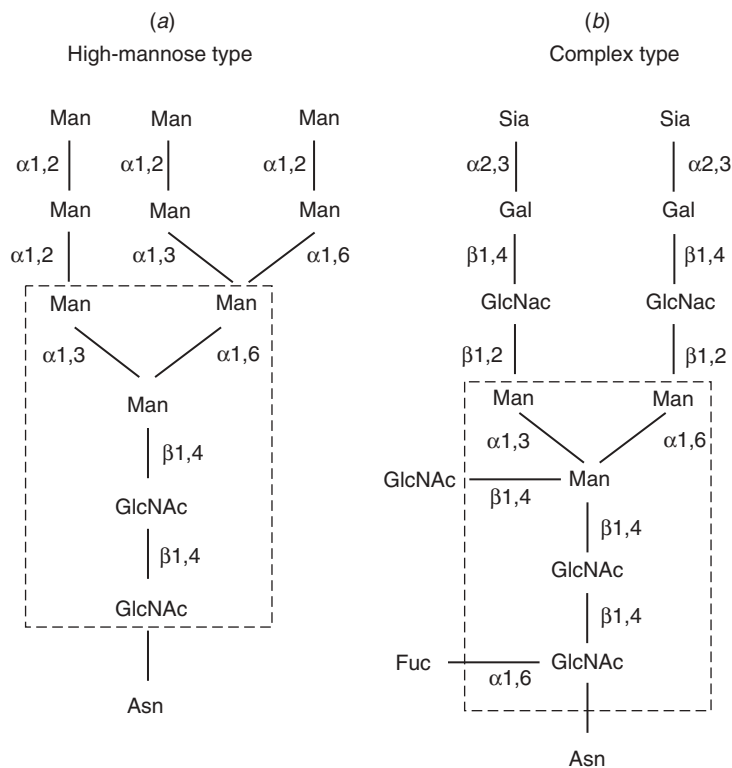 (a)
High-mannose type
Man Man Man
α1,2 α1,2 α1,2
Man Man Man
α1,2 α1,3 α1,6
Man Man
α1,3 α1,6
Man
β1,4
GlcNAc
β1,4
GlcNAc
Asn
(b)
Complex type
Sia Sia
α2,3 α2,3
Gal Gal
β1,4 β1,4
GlcNac GlcNac
β1,2 β1,2
Man Man
α1,3 α1,6
GlcNAc Man
β1,4
β1,4
GlcNAc
β1,4
Fuc GlcNAc
α1,6
Asn